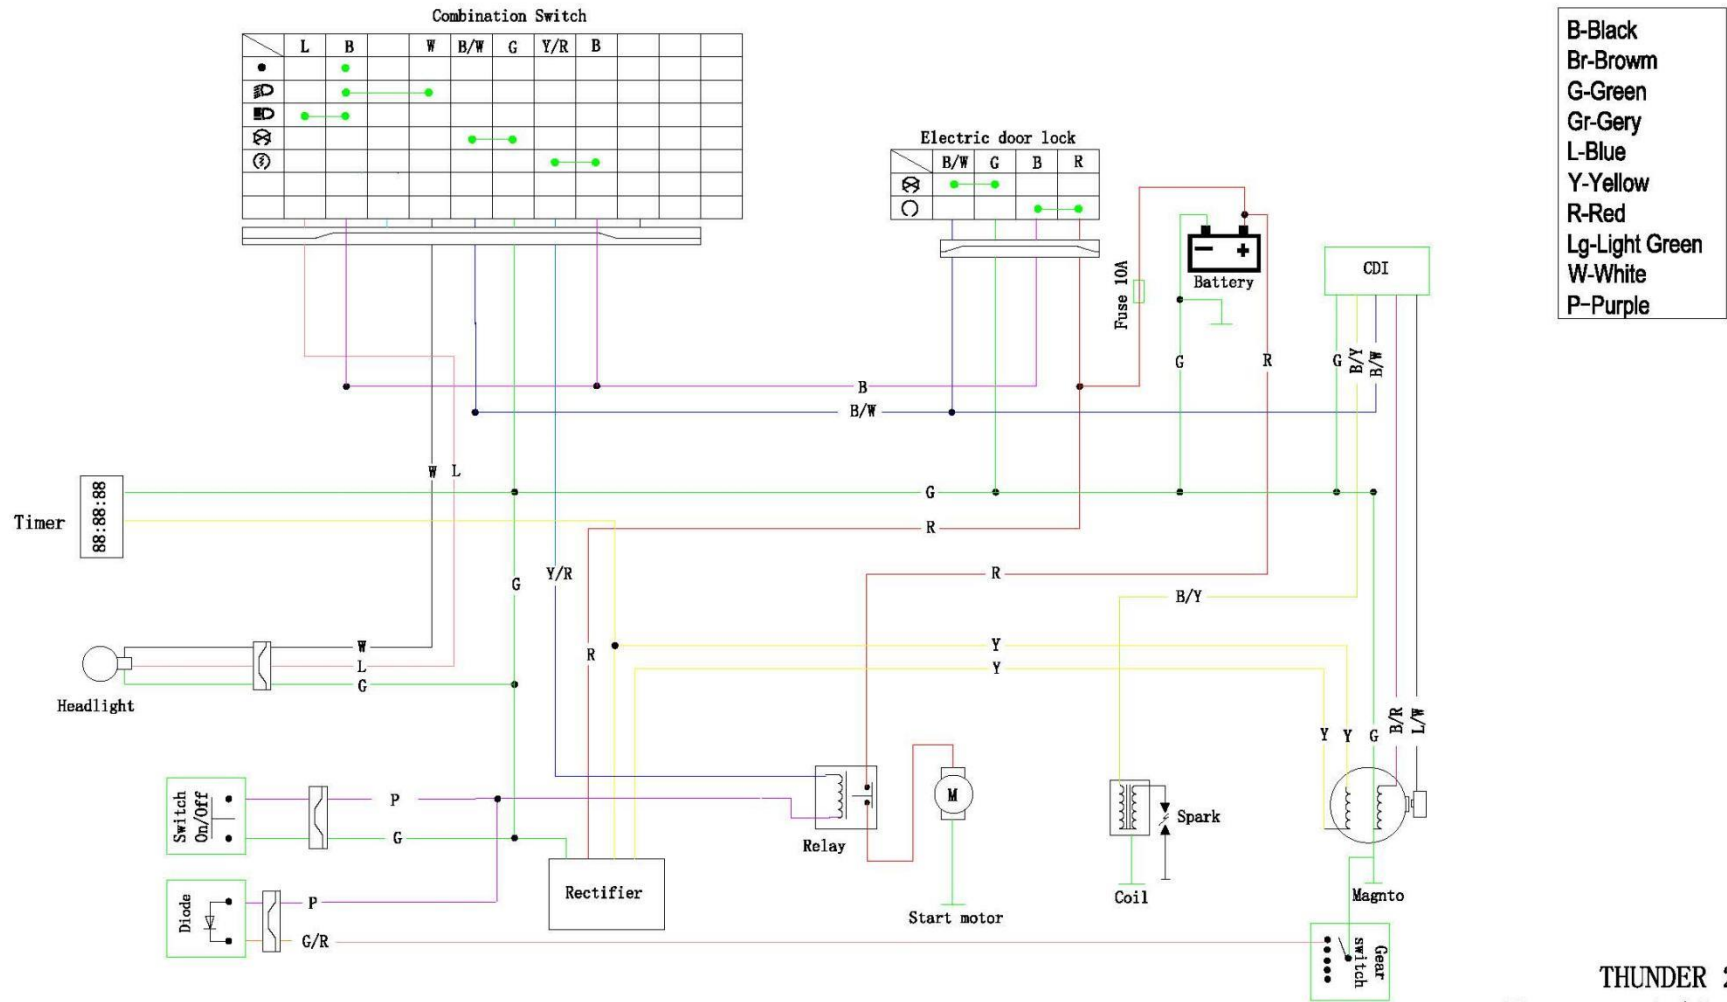 Combination Switch
L B W B/W G Y/R B
Electric door lock
B/W G B R
B-Black
Br-Browm
G-Green
Gr-Gery
L-Blue
Y-Yellow
R-Red
Lg-Light Green
W-White
P-Purple
Fuse 10A
Battery
CDI
G
R
G
B/Y
B/W
B
B/W
W L
G
Timer
88:88:88
R
Y/R
R
G
B/Y
W
R
Y
L
Y
G
Headlight
B/R
L/W
Y Y G
Switch
On/Off
P
G
Relay
M
Spark
Rectifier
Coil
Magnto
Start motor
Diode
P
G/R
Gear
switch
THUNDER